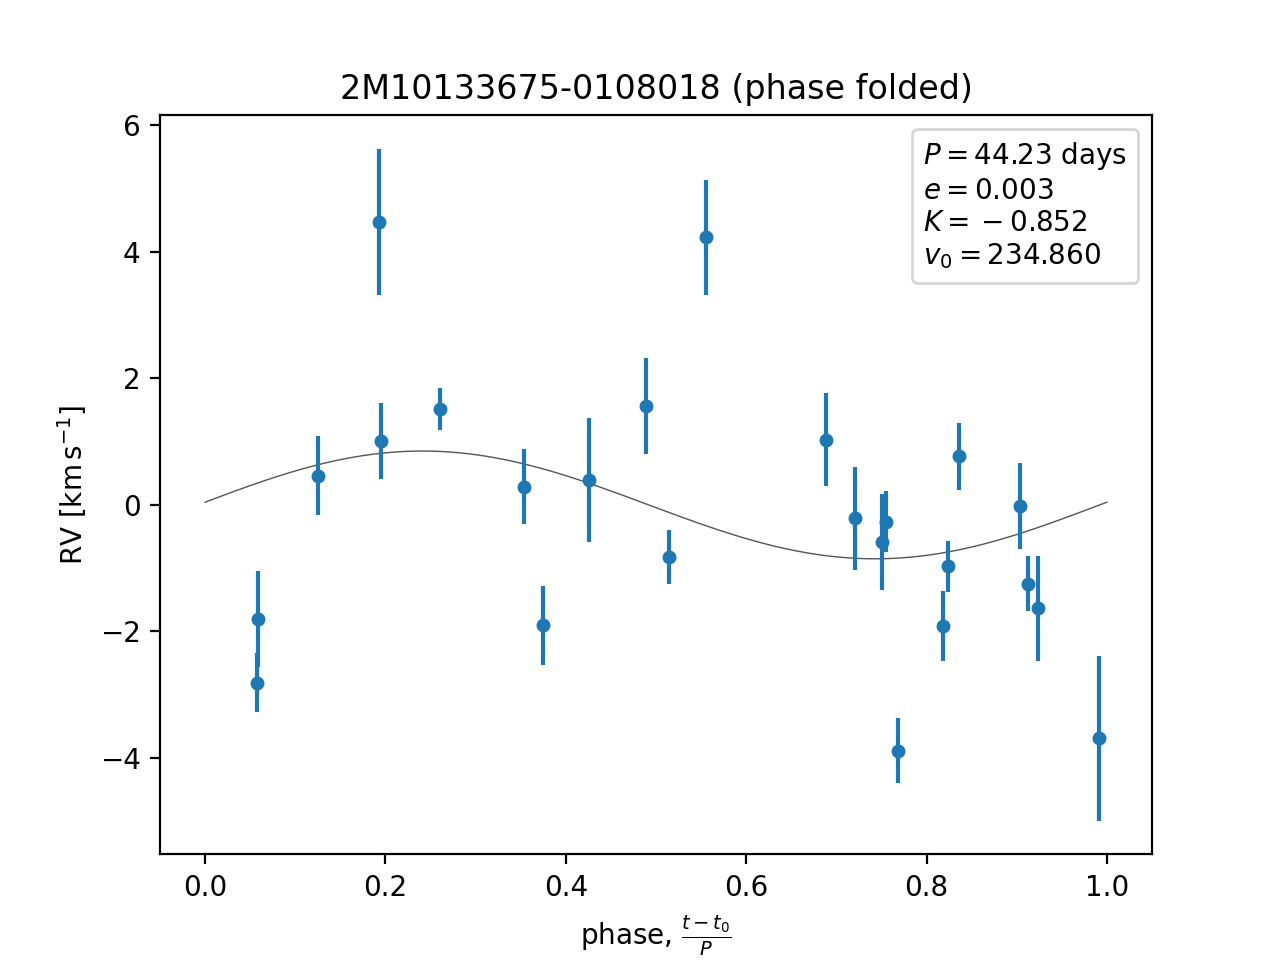 2M10133675-0108018 (phase folded)
P = 44.23 days
e = 0.003
K = −0.852
v₀ = 234.860
6
4
2
0
−2
−4
RV [km s⁻¹]
0.0 0.2 0.4 0.6 0.8 1.0
phase, (t − t₀)/P